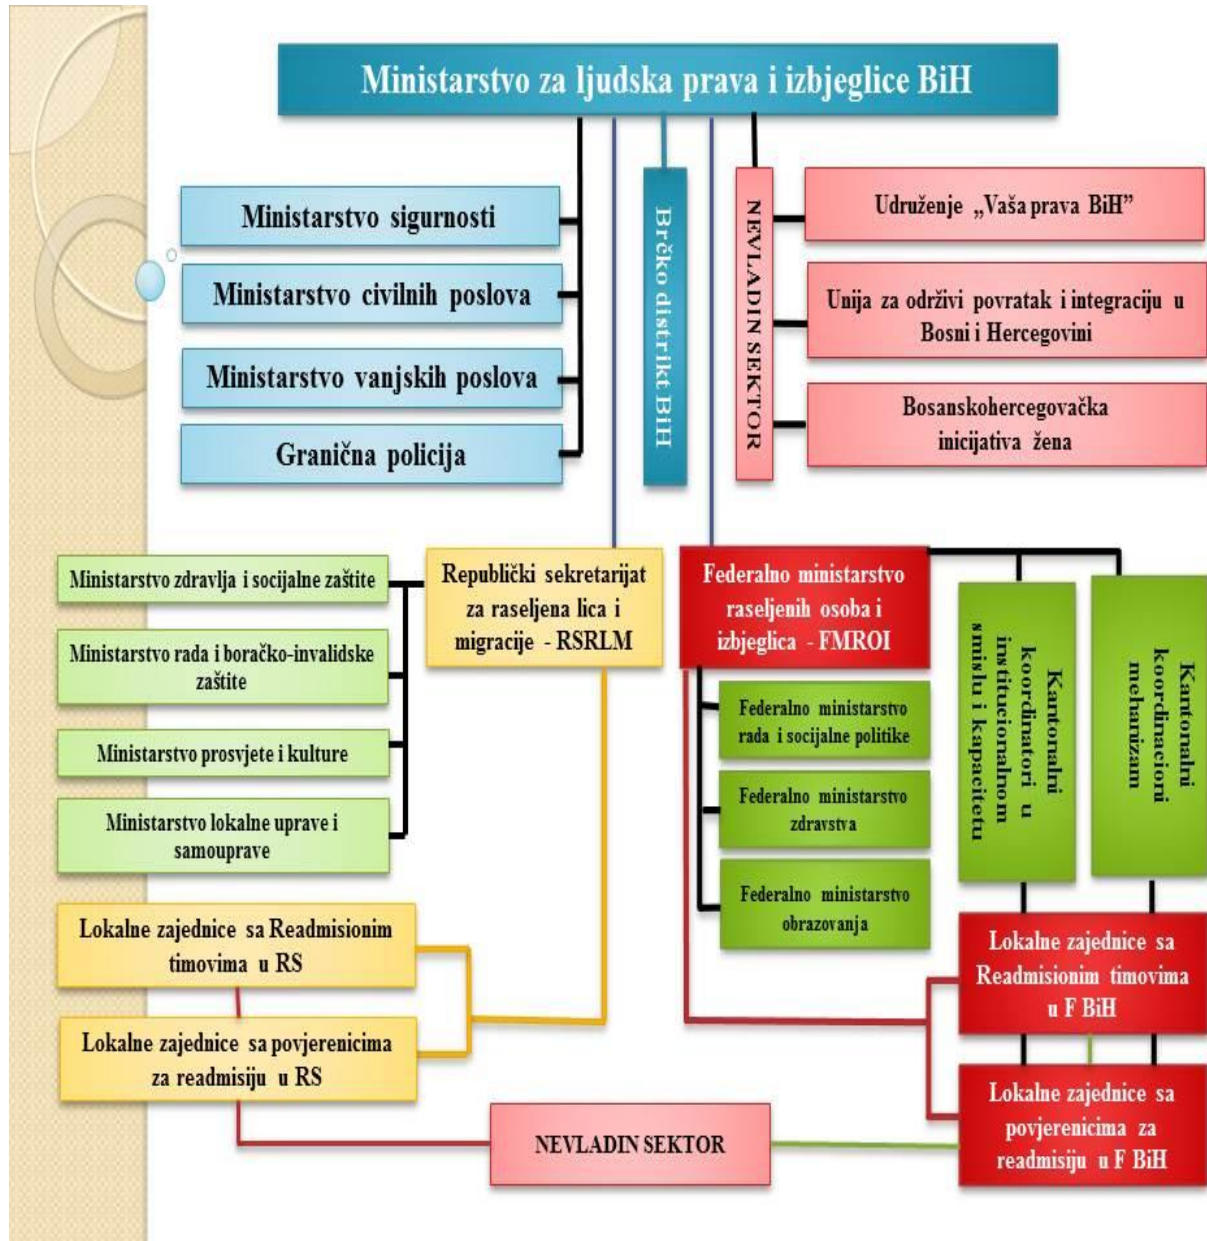 Ministarstvo za ljudska prava i izbjeglice BiH
Ministarstvo sigurnosti
Ministarstvo civilnih poslova
Ministarstvo vanjskih poslova
Granična policija
Brčko distrikt BiH
NEVLADIN SEKTOR
Udruženje „Vaša prava BiH”
Unija za održivi povratak i integraciju u
Bosni i Hercegovini
Bosanskohercegovačka
inicijativa žena
Ministarstvo zdravlja i socijalne zaštite
Ministarstvo rada i boračko-invalidske
zaštite
Ministarstvo prosvjete i kulture
Ministarstvo lokalne uprave i
samouprave
Republički sekretarijat
za raseljena lica i
migracije - RSRLM
Federalno ministarstvo
raseljenih osoba i
izbjeglica - FMROI
Federalno ministarstvo
rada i socijalne politike
Federalno ministarstvo
zdravstva
Federalno ministarstvo
obrazovanja
Kantonalni
koordinatori u
institucionalnom
smislu i kapacitetu
Kantonalni
koordinacioni
mehanizam
Lokalne zajednice sa Readmisionim
timovima u RS
Lokalne zajednice sa povjerenicima
za readmisiju u RS
Lokalne zajednice sa
Readmisionim timovima
u F BiH
Lokalne zajednice sa
povjerenicima za
readmisiju u F BiH
NEVLADIN SEKTOR